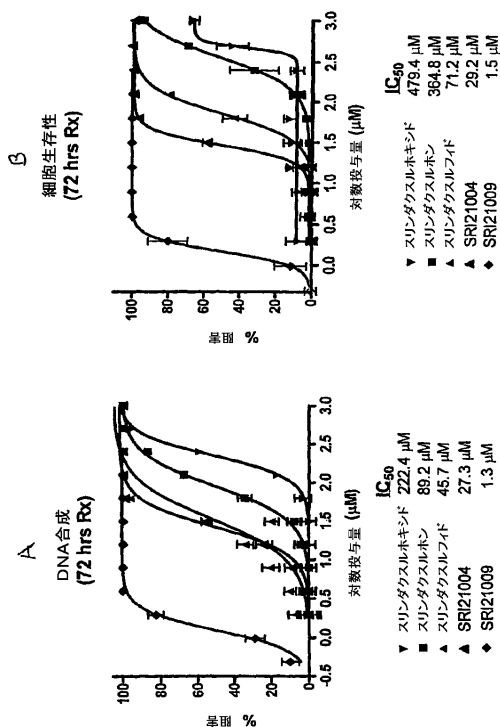 A
DNA合成
(72 hrs Rx)
% 阻害
100
80
60
40
20
0
-0.5
0.0
0.5
1.0
1.5
2.0
2.5
3.0
対数投与量 (μM)
IC50
▼ スリンダクスルホキシド 222.4 μM
■ スリンダクスルホン 89.2 μM
▲ スリンダクスルフィド 45.7 μM
▲ SRI21004 27.3 μM
◆ SRI21009 1.3 μM
B
細胞生存性
(72 hrs Rx)
% 阻害
100
80
60
40
20
0
0.0
0.5
1.0
1.5
2.0
2.5
3.0
対数投与量 (μM)
IC50
▼ スリンダクスルホキシド 479.4 μM
■ スリンダクスルホン 364.8 μM
▲ スリンダクスルフィド 71.2 μM
▲ SRI21004 29.2 μM
◆ SRI21009 1.5 μM